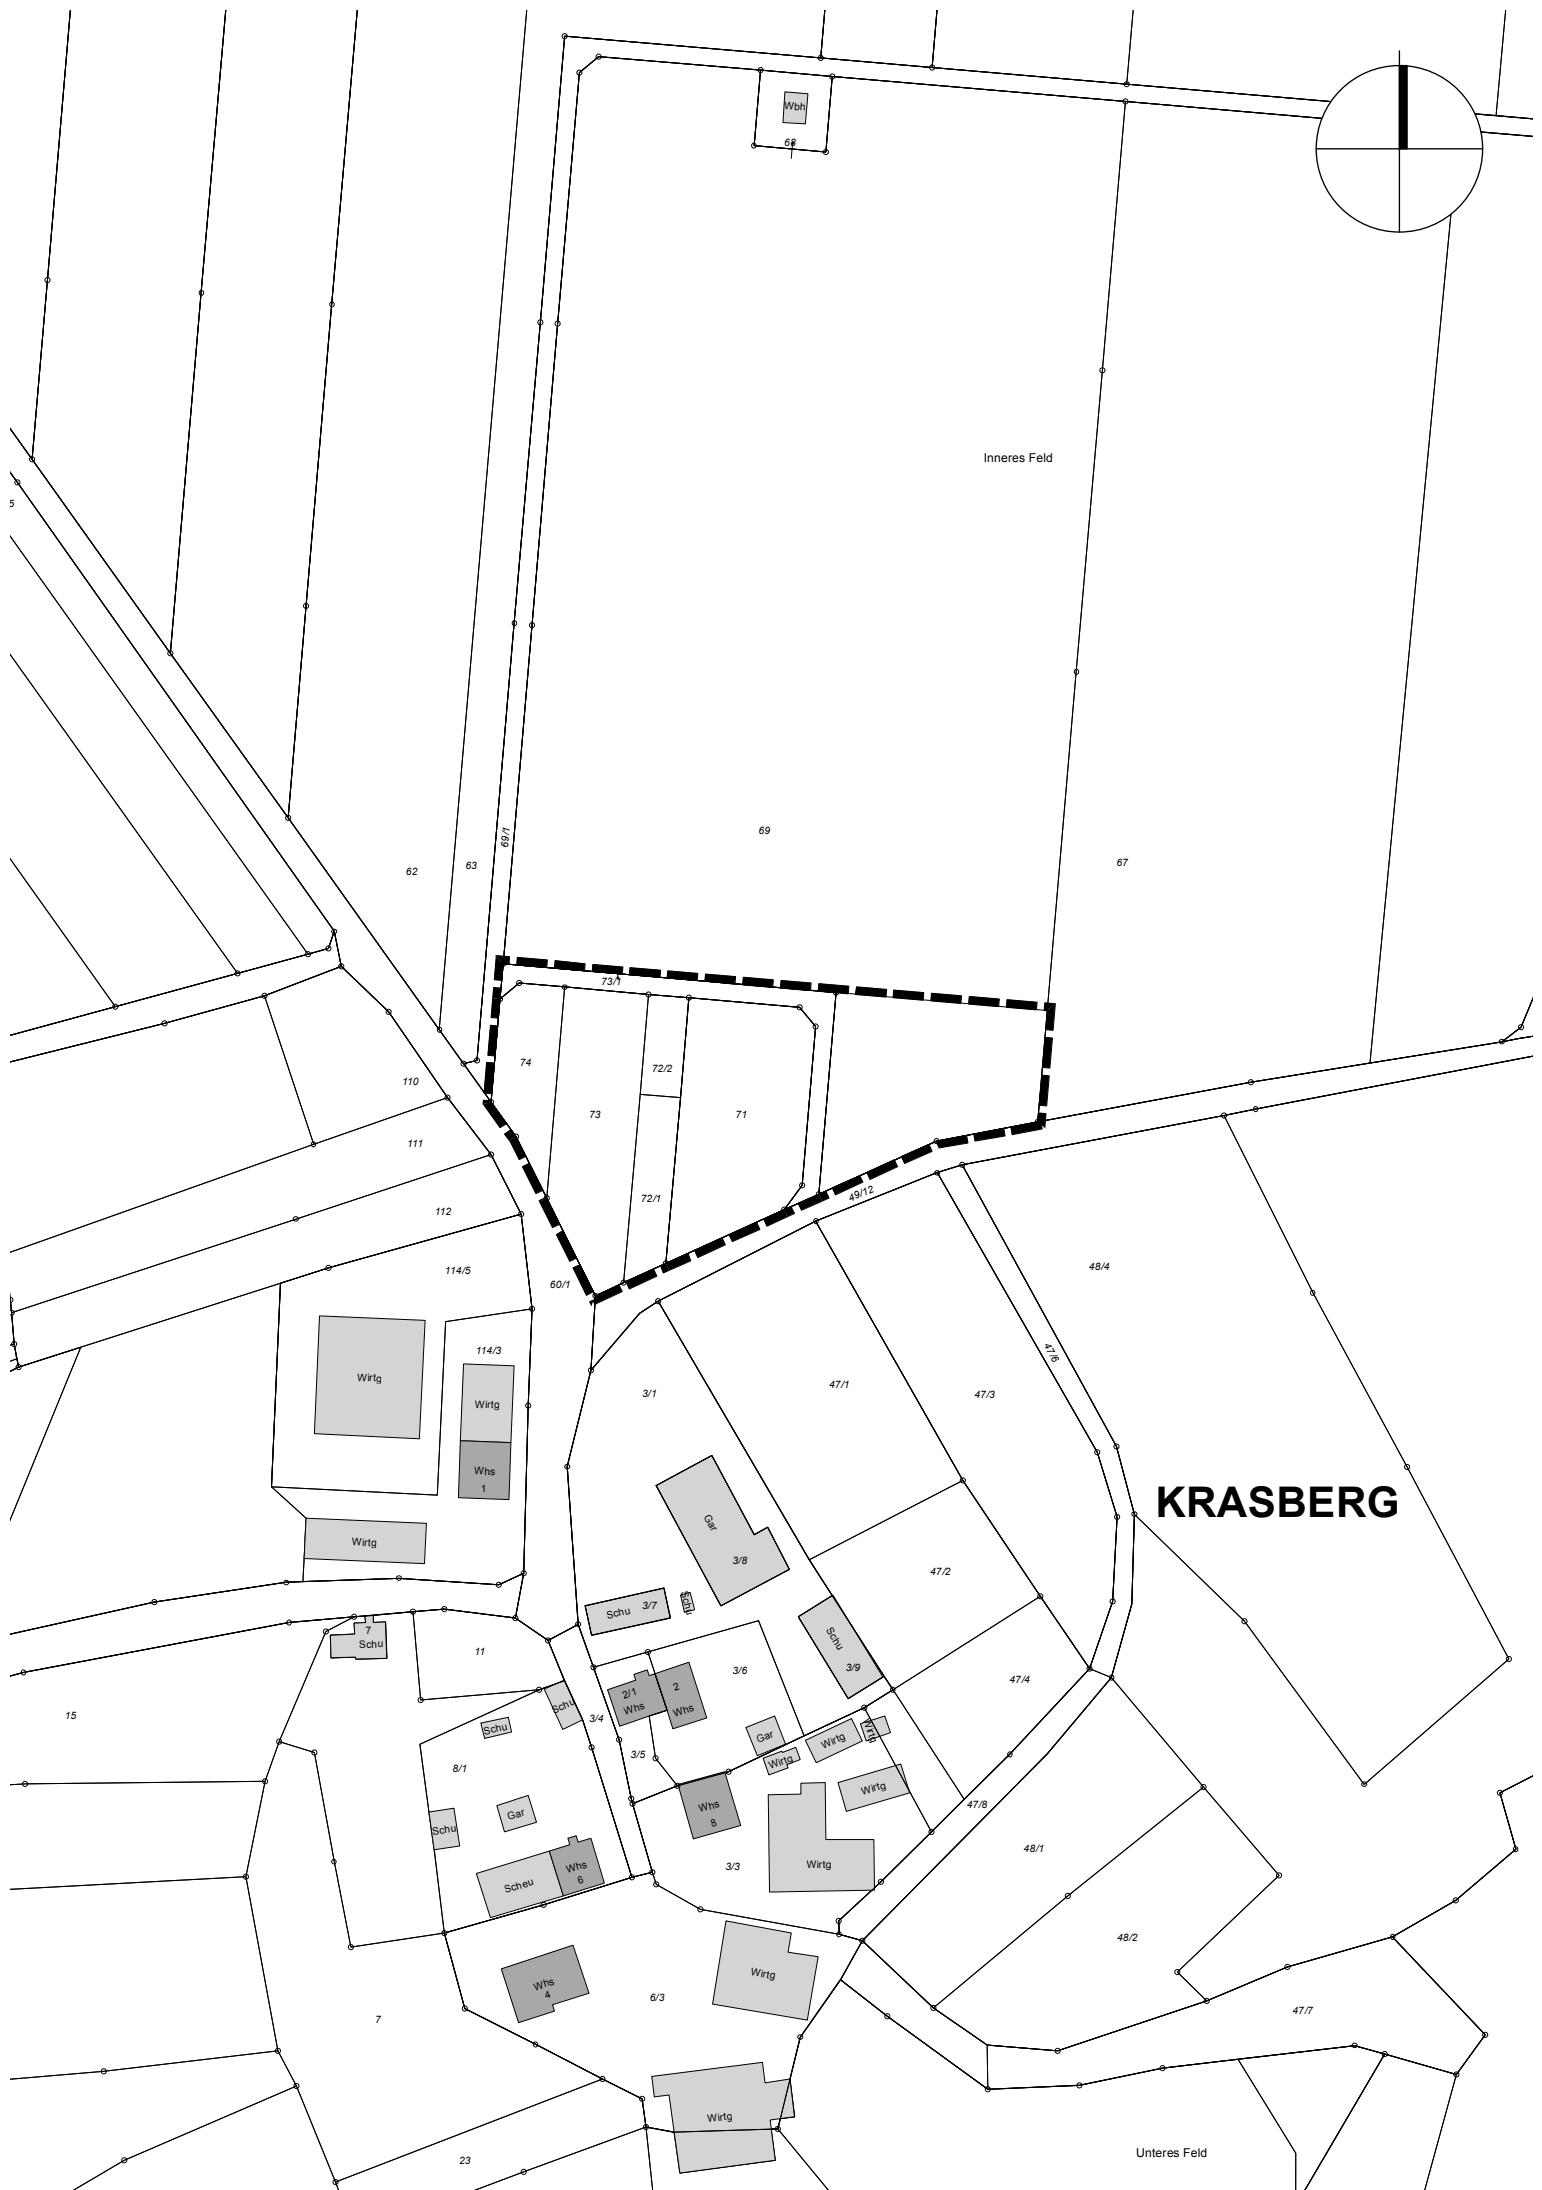 Wbh
68
Inneres Feld
5
69/1
69
62
63
67
73/1
74
72/2
110
73
71
111
72/1
49/12
112
114/5
60/1
48/4
114/3
47/6
Wirtg
3/1
47/1
47/3
Wirtg
Whs
1
KRASBERG
Gar
Wirtg
3/8
47/2
Schu
3/7
Schu
7
Schu
Schu
11
3/9
3/6
47/4
2/1
Whs
2
Whs
Schu
15
3/4
Schu
Gar
Wirtg
Wirtg
3/5
Wirtg
8/1
Wirtg
47/8
Whs
8
Gar
Schu
48/1
Wirtg
3/3
Whs
6
Scheu
48/2
Wirtg
Whs
4
6/3
47/7
7
Wirtg
Unteres Feld
23